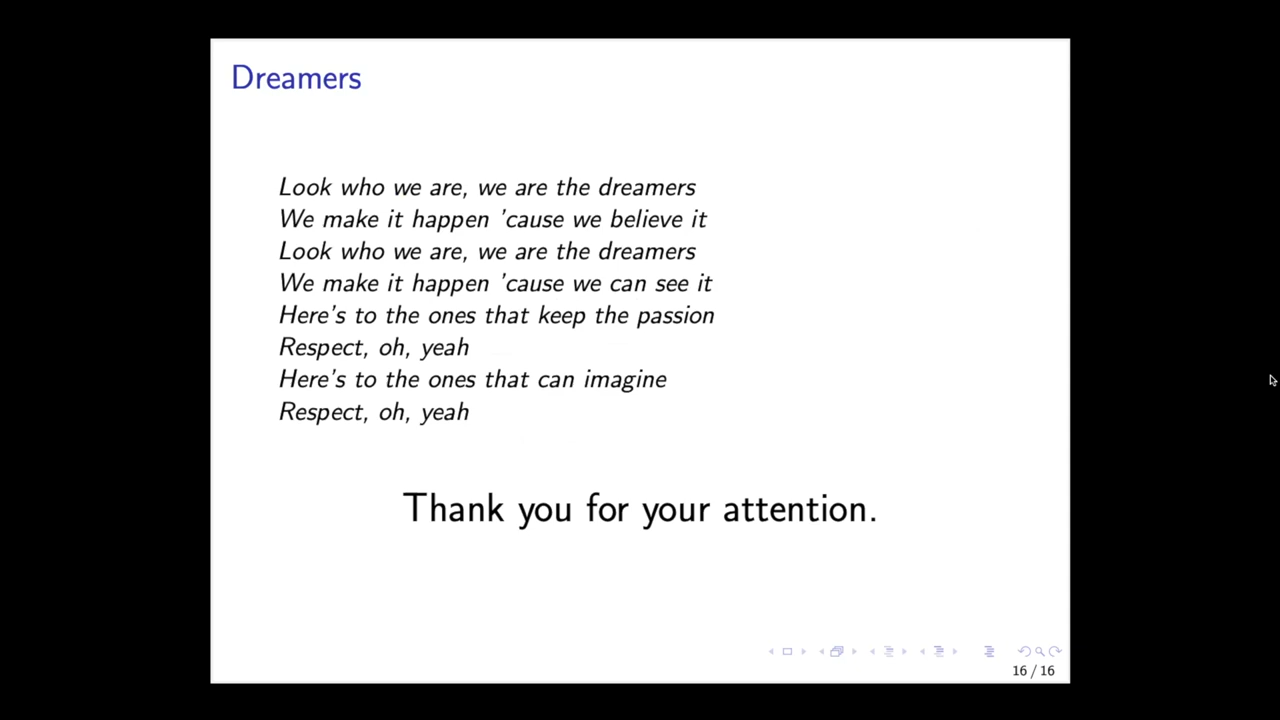 Dreamers
Look who we are, we are the dreamers
We make it happen 'cause we believe it
Look who we are, we are the dreamers
We make it happen 'cause we can see it
Here's to the ones that keep the passion
Respect, oh, yeah
Here's to the ones that can imagine
Respect, oh, yeah
Thank you for your attention.
16 / 16